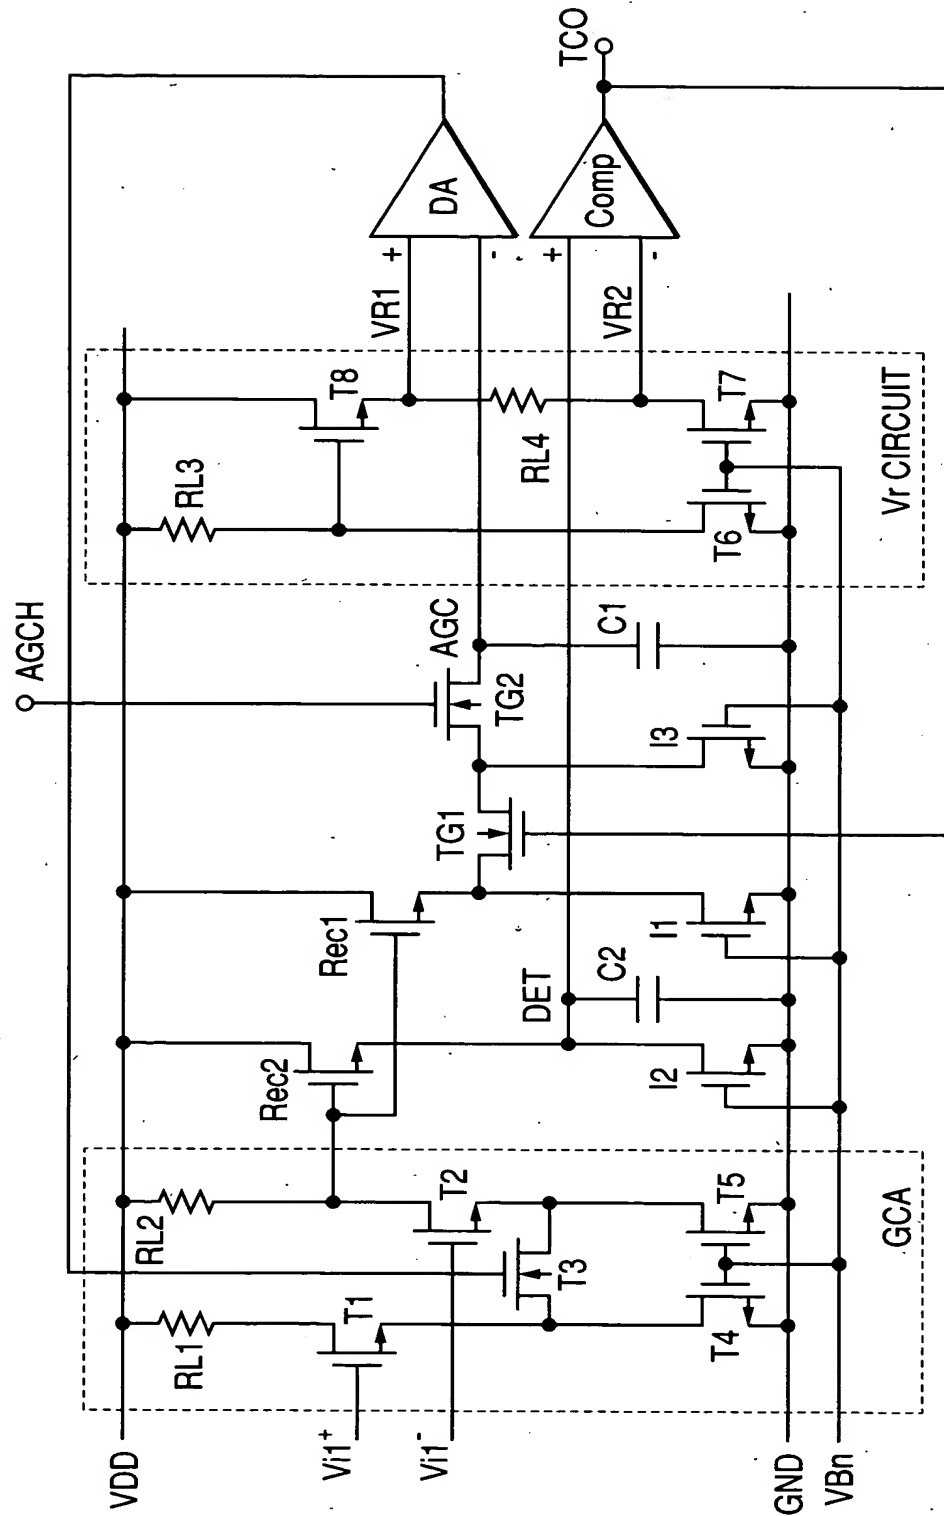 AGCH
TCO
VDD
Vi1+
Vi1-
GND
VBn
RL1
RL2
T1
T2
T3
T4
T5
GCA
Rec2
Rec1
DET
C2
I2
I1
TG1
TG2
AGC
I3
C1
RL3
T8
RL4
T6
T7
Vr CIRCUIT
VR1
VR2
+
-
DA
+
-
Comp